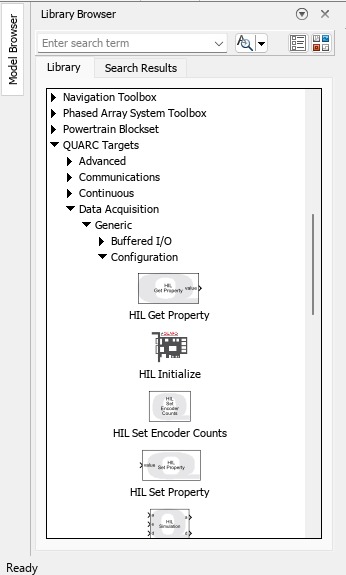 Library Browser
Model Browser
Enter search term
Library
Search Results
Navigation Toolbox
Phased Array System Toolbox
Powertrain Blockset
QUARC Targets
Advanced
Communications
Continuous
Data Acquisition
Generic
Buffered I/O
Configuration
HIL
Get Property
value
HIL Get Property
HIL Initialize
HIL
Set
Encoder
Counts
HIL Set Encoder Counts
value
HIL
Set Property
HIL Set Property
HIL
Simulation
Ready